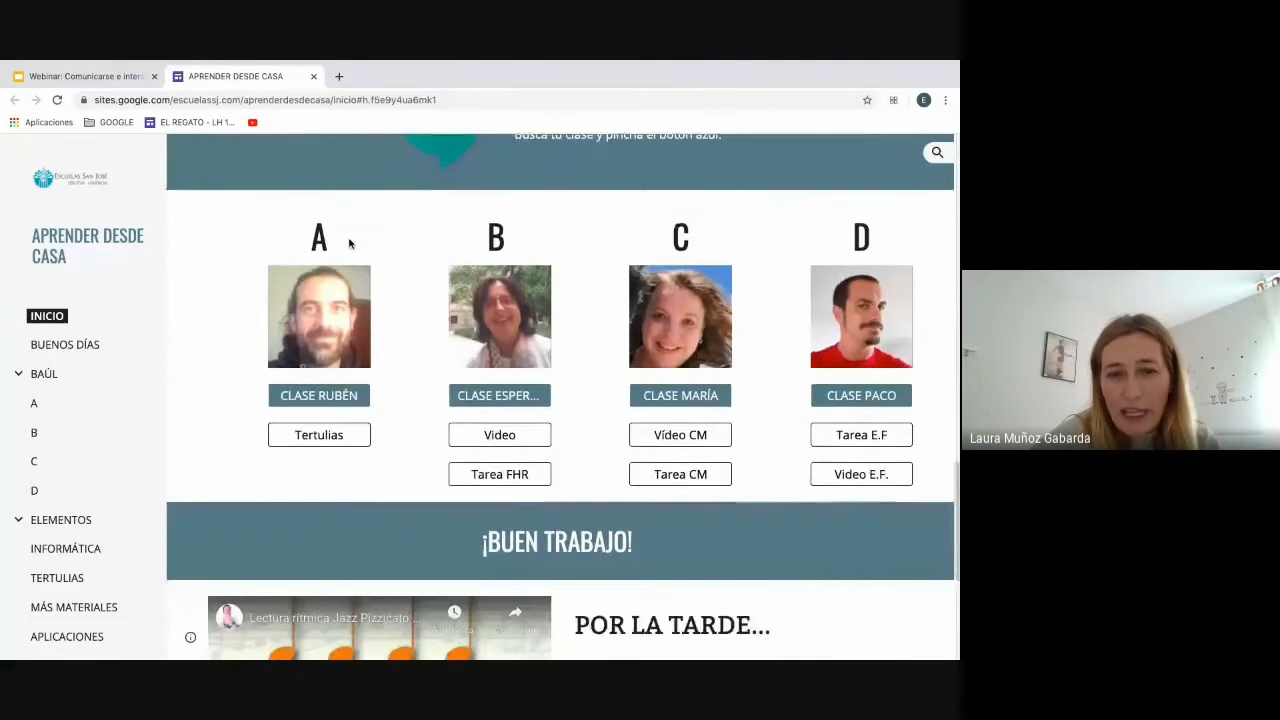 Webinar: Comunicarse e inter
APRENDER DESDE CASA
sites.google.com/escuelassj.com/aprenderdesdecasa/inicio#h.f5e9y4ua6mk1
E
Aplicaciones
GOOGLE
EL REGATO - LH 1...
Busca tu clase y pincha el botón azul.
ESCUELAS SAN JOSÉ
APRENDER DESDE
CASA
INICIO
BUENOS DÍAS
BAÚL
A
B
C
D
ELEMENTOS
INFORMÁTICA
TERTULIAS
MÁS MATERIALES
APLICACIONES
A B C D
CLASE RUBÉN CLASE ESPER... CLASE MARÍA CLASE PACO
Tertulias Video Vídeo CM Tarea E.F
Tarea FHR Tarea CM Video E.F.
¡BUEN TRABAJO!
Lectura rítmica Jazz Pizzicato ...
POR LA TARDE...
Laura Muñoz Gabarda